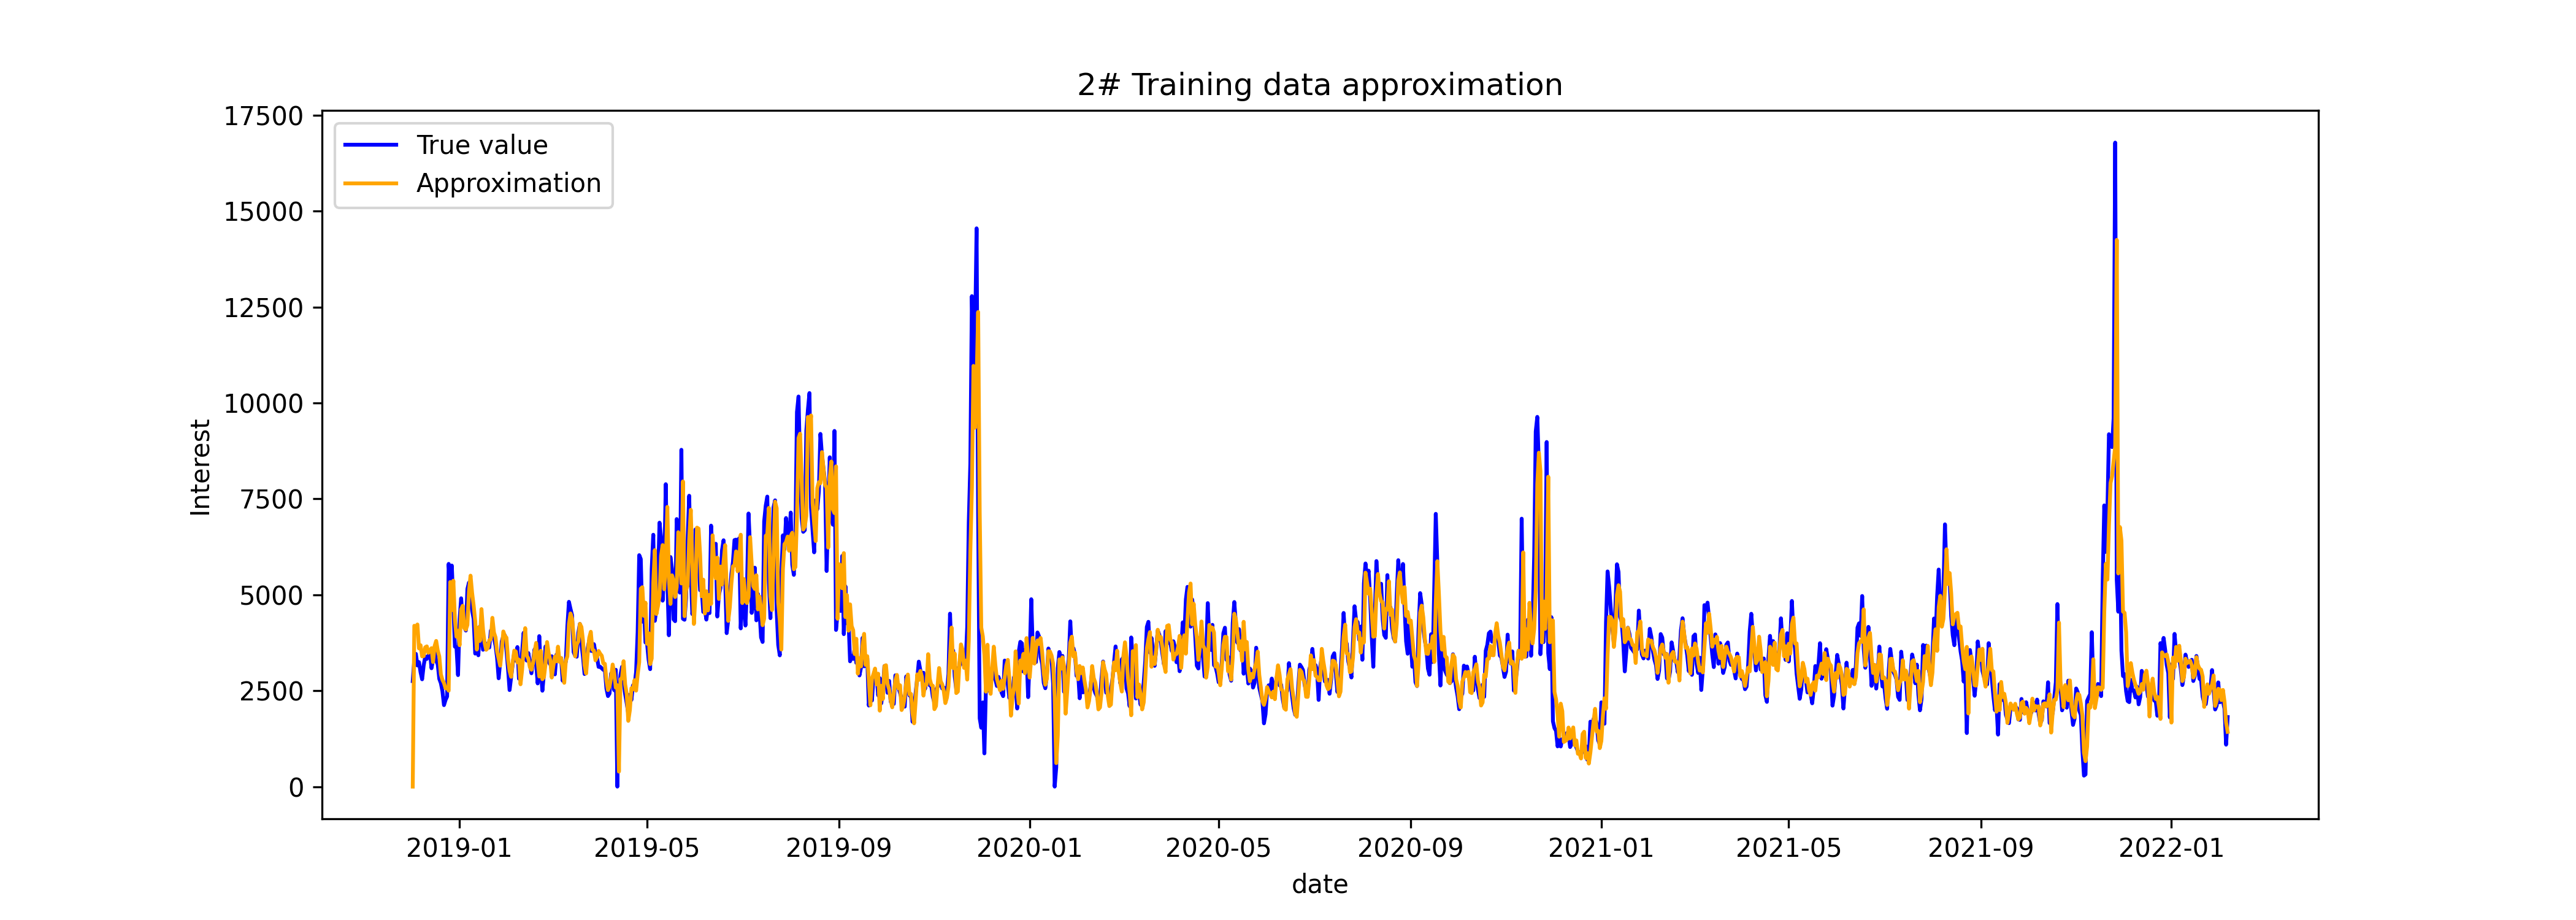 2# Training data approximation
17500
15000
12500
10000
7500
5000
2500
0
Interest
True value
Approximation
2019-01 2019-05 2019-09 2020-01 2020-05 2020-09 2021-01 2021-05 2021-09 2022-01
date